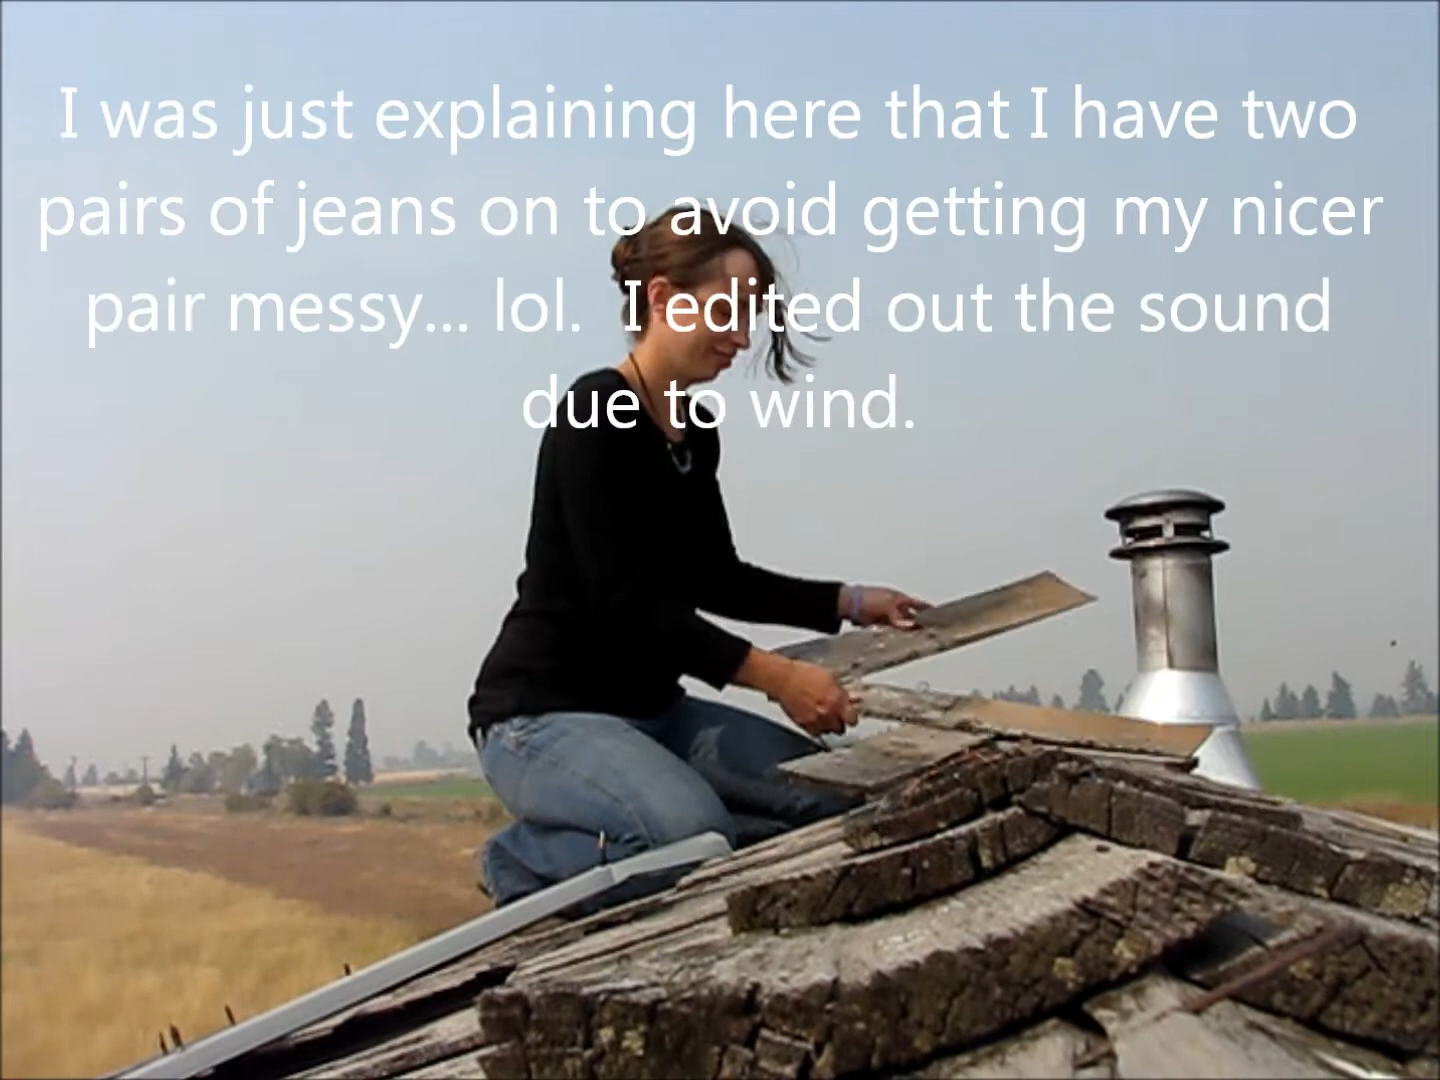 I was just explaining here that I have two
pairs of jeans on to avoid getting my nicer
pair messy... lol.  I edited out the sound
due to wind.